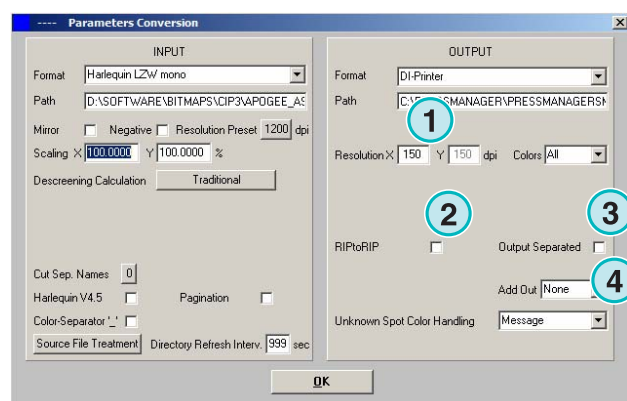 ---- Parameters Conversion
INPUT
Format Harlequin LZW mono
Path D:\SOFTWARE\BITMAPS\CIP3\APOGEE_AS
Mirror Negative Resolution Preset 1200 dpi
Scaling X 100.0000 Y 100.0000 %
Descreening Calculation Traditional
Cut Sep. Names 0
Harlequin V4.5 Pagination
Color-Separator '_'
Source File Treatment Directory Refresh Interv. 999 sec
OUTPUT
Format DI-Printer
Path
1
Resolution X 150 Y 150 dpi Colors All
2
3
RIPtoRIP Output Separated
4
Add Out None
Unknown Spot Color Handling Message
OK